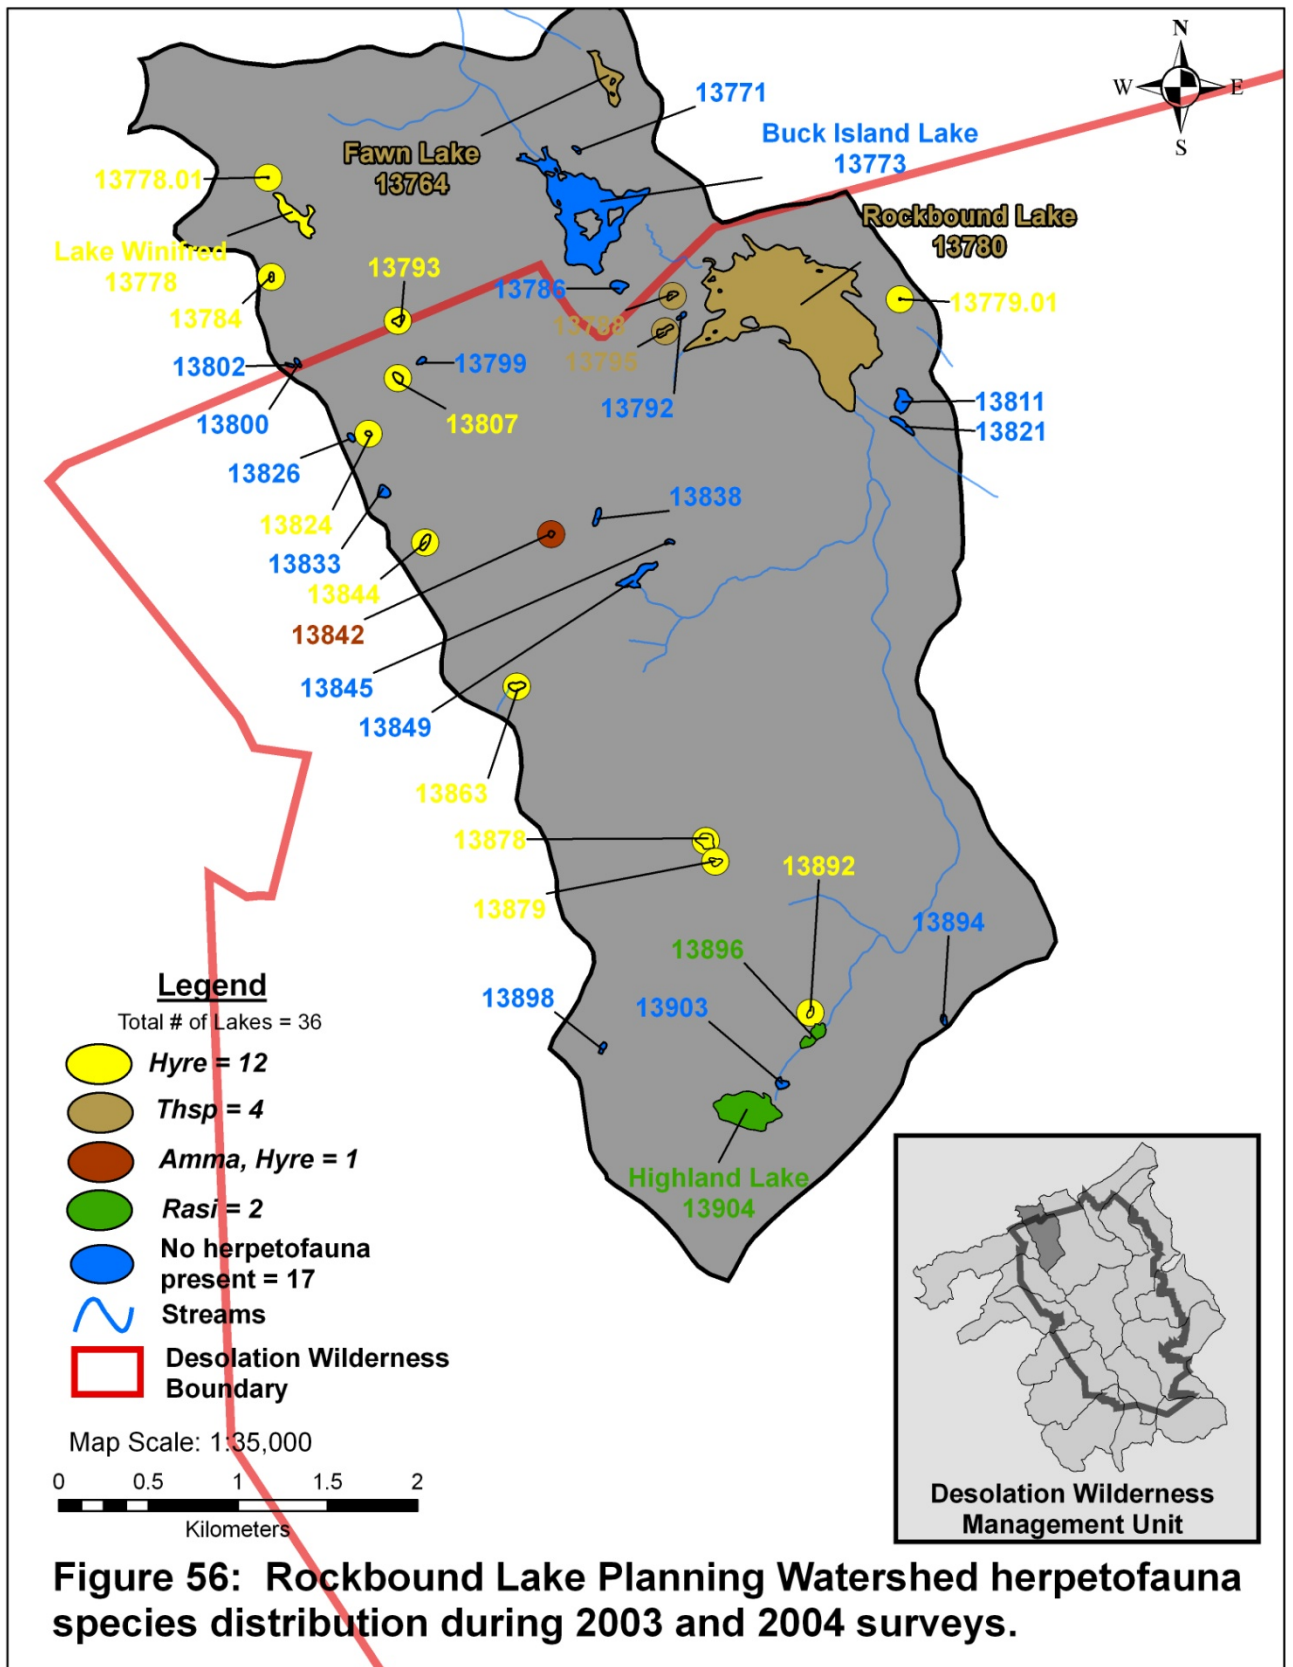 N
W
E
S
13771
Buck Island Lake
13773
Fawn Lake
13764
13778.01
Rockbound Lake
13780
Lake Winifred
13778
13793
13786
13784
13779.01
13788
13802
13799
13795
13792
13800
13807
13811
13821
13826
13838
13824
13833
13844
13842
13845
13849
13863
13878
13892
13879
13894
13896
13898
13903
Highland Lake
13904
Legend
Total # of Lakes = 36
Hyre = 12
Thsp = 4
Amma, Hyre = 1
Rasi = 2
No herpetofauna
present = 17
Streams
Desolation Wilderness
Boundary
Map Scale: 1:35,000
0 0.5 1 1.5 2
Kilometers
Desolation Wilderness
Management Unit
Figure 56: Rockbound Lake Planning Watershed herpetofauna
species distribution during 2003 and 2004 surveys.